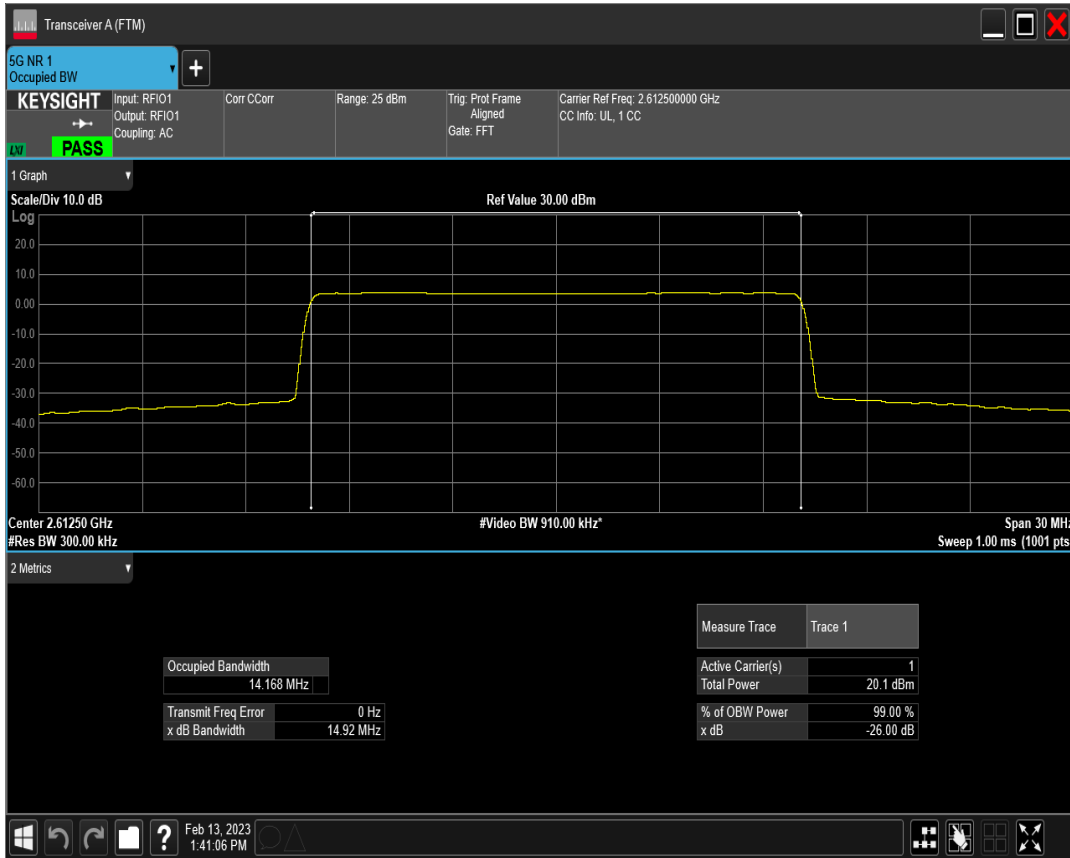 Transceiver A (FTM)
5G NR 1
Occupied BW
+
KEYSIGHT
LXI
PASS
Input: RFIO1
Output: RFIO1
Coupling: AC
Corr CCorr
Range: 25 dBm
Trig: Prot Frame
Aligned
Gate: FFT
Carrier Ref Freq: 2.612500000 GHz
CC Info: UL, 1 CC
1 Graph
Scale/Div 10.0 dB
Ref Value 30.00 dBm
Log
20.0
10.0
0.00
-10.0
-20.0
-30.0
-40.0
-50.0
-60.0
Center 2.61250 GHz
#Video BW 910.00 kHz*
Span 30 MHz
#Res BW 300.00 kHz
Sweep 1.00 ms (1001 pts
2 Metrics
Measure Trace Trace 1
Occupied Bandwidth
14.168 MHz
Transmit Freq Error 0 Hz
x dB Bandwidth 14.92 MHz
Active Carrier(s) 1
Total Power 20.1 dBm
% of OBW Power 99.00 %
x dB -26.00 dB
?
Feb 13, 2023
1:41:06 PM